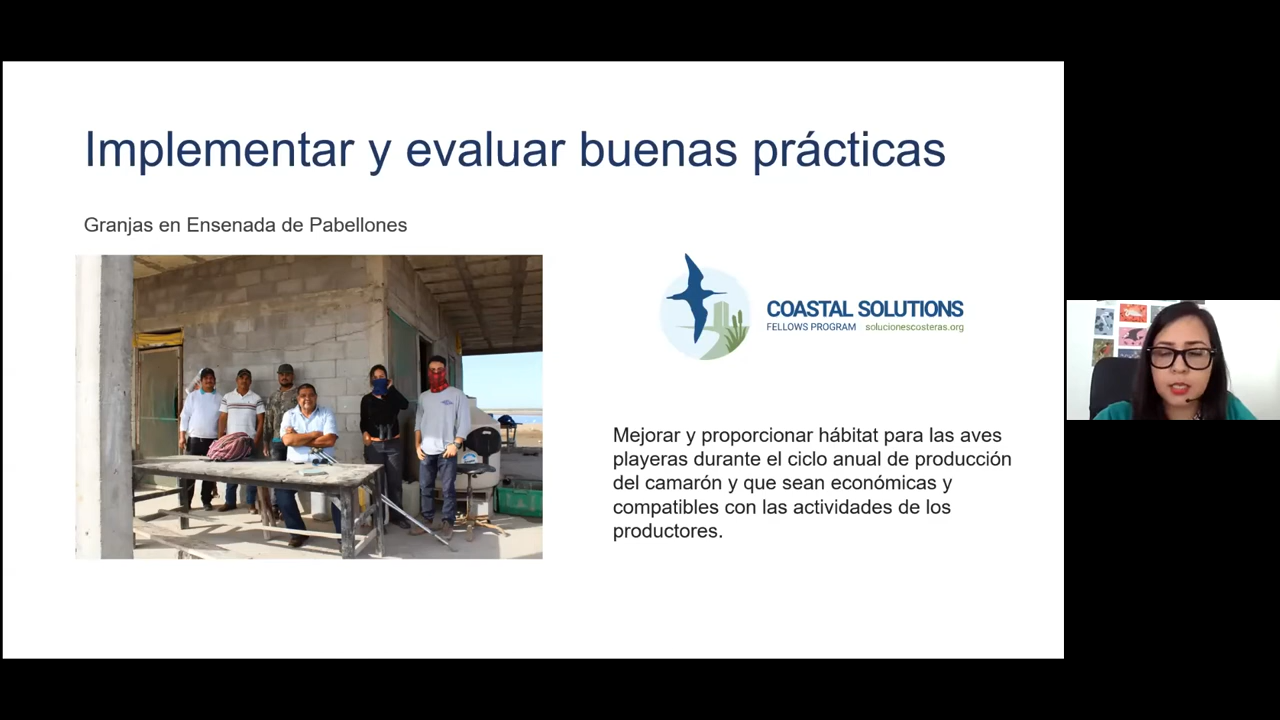 Implementar y evaluar buenas prácticas
Granjas en Ensenada de Pabellones
COASTAL SOLUTIONS
FELLOWS PROGRAM solucionescosteras.org
Mejorar y proporcionar hábitat para las aves
playeras durante el ciclo anual de producción
del camarón y que sean económicas y
compatibles con las actividades de los
productores.